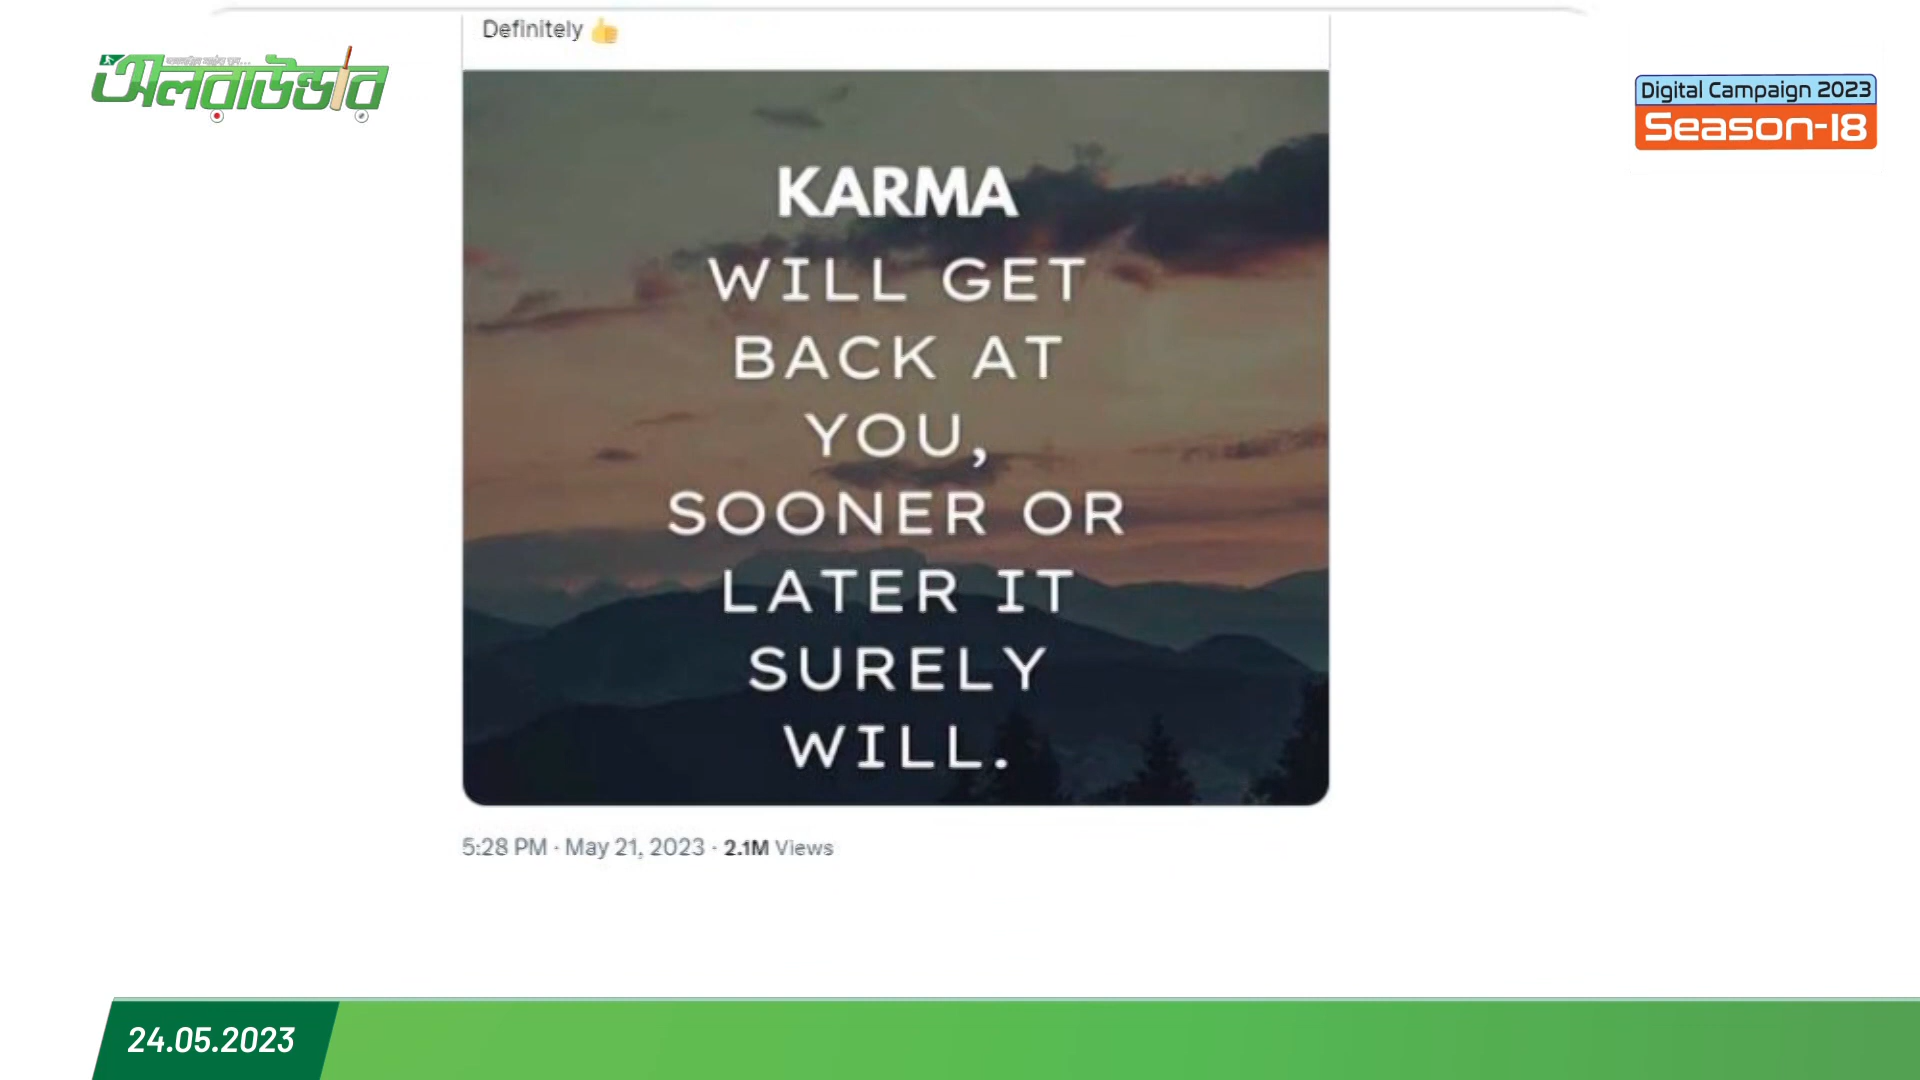 Definitely 👍
অলরাউন্ডার
Digital Campaign 2023
Season-18
KARMA
WILL GET
BACK AT
YOU,
SOONER OR
LATER IT
SURELY
WILL.
5:28 PM · May 21, 2023 · 2.1M Views
24.05.2023